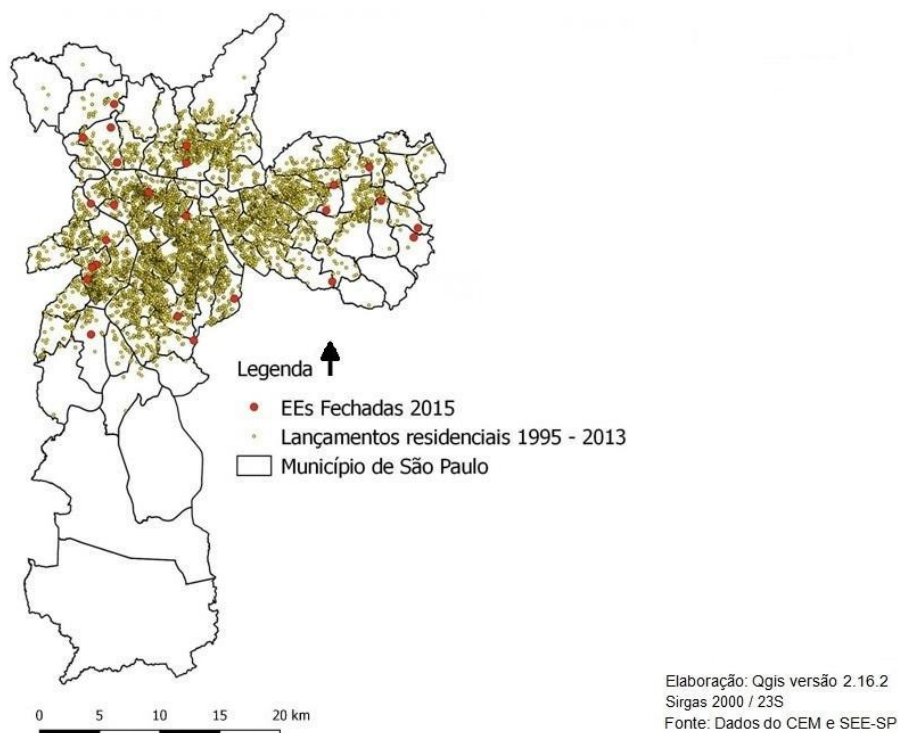 Legenda
EEs Fechadas 2015
Lançamentos residenciais 1995 - 2013
Município de São Paulo
0 5 10 15 20 km
Elaboração: Qgis versão 2.16.2
Sirgas 2000 / 23S
Fonte: Dados do CEM e SEE-SP